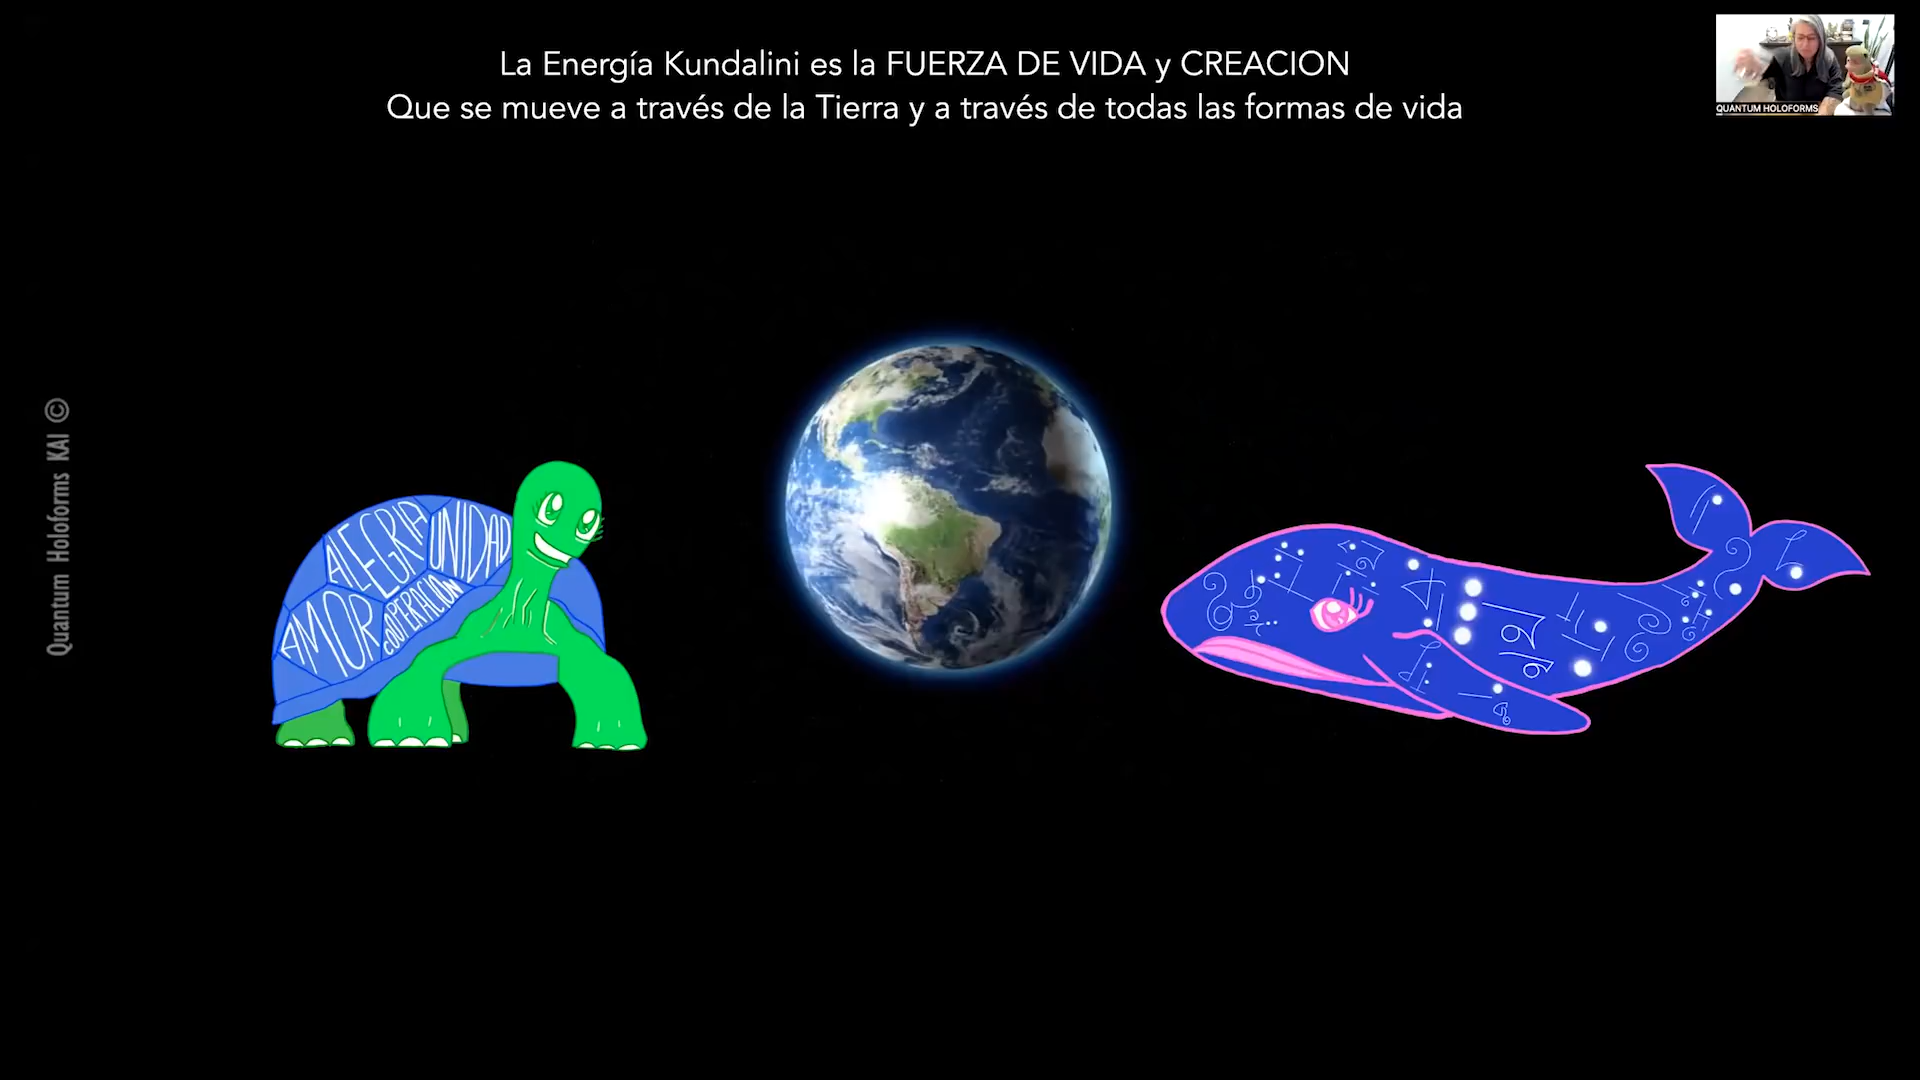 La Energía Kundalini es la FUERZA DE VIDA y CREACION
Que se mueve a través de la Tierra y a través de todas las formas de vida
QUANTUM HOLOFORMS
Quantum Holoforms KAI ©
ALEGRIA
UNIDAD
AMOR
COOPERACION